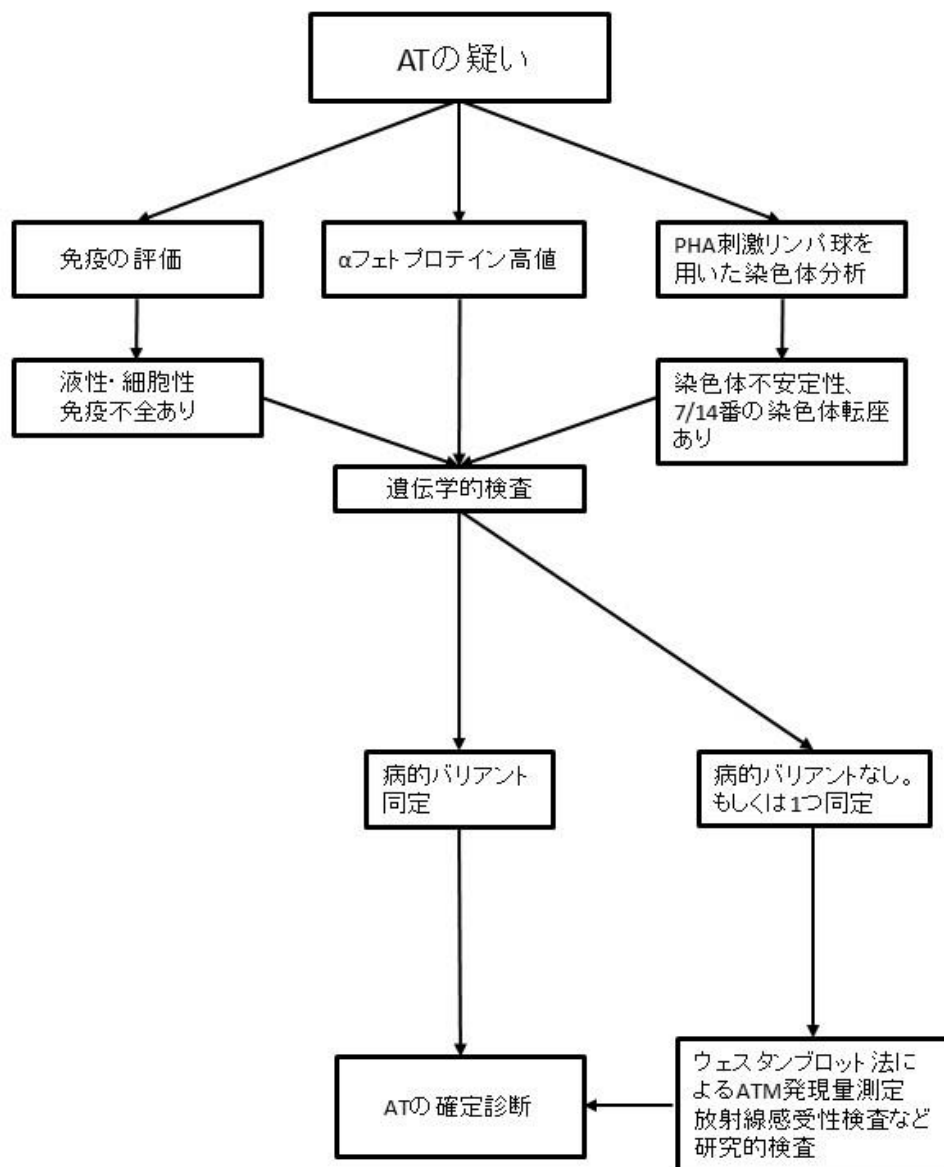 ATの疑い
免疫の評価
αフェトプロテイン高値
PHA刺激リンパ球を
用いた染色体分析
液性・細胞性
免疫不全あり
染色体不安定性、
7/14番の染色体転座
あり
遺伝学的検査
病的バリアント
同定
病的バリアントなし。
もしくは1つ同定
ATの確定診断
ウェスタンブロット法に
よるATM発現量測定
放射線感受性検査など
研究的検査